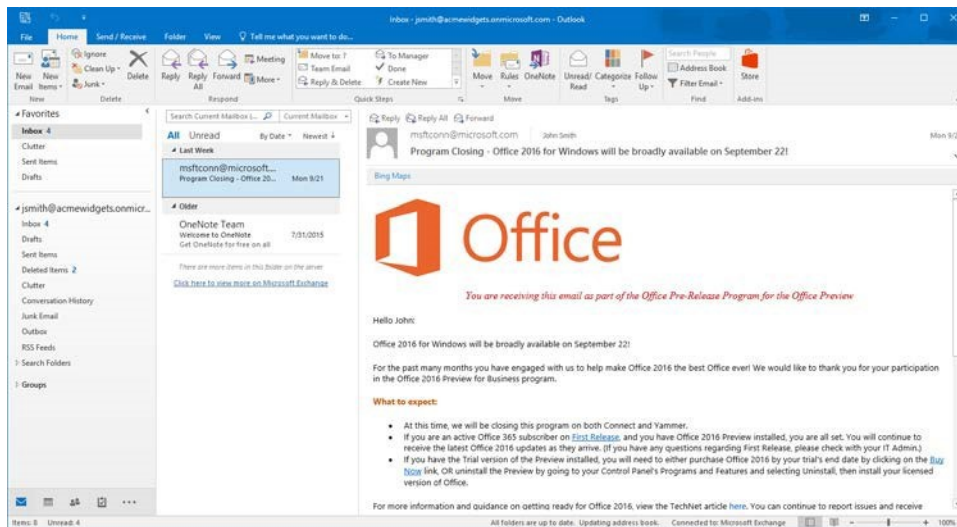 Inbox - jsmith@acmewidgets.onmicrosoft.com - Outlook
File Home Send / Receive Folder View Tell me what you want to do...
New Email
New Items
Ignore
Clean Up
Junk
Delete
Reply
Reply All
Forward
Meeting
More
Move to: ?
Team Email
Reply & Delete
To Manager
Done
Create New
Move
Rules
OneNote
Unread/ Read
Categorize
Follow Up
Search People
Address Book
Filter Email
Store
New Delete Respond Quick Steps Move Tags Find Add-ins
Favorites
Inbox 4
Clutter
Sent Items
Drafts
jsmith@acmewidgets.onmicr...
Inbox 4
Drafts
Sent Items
Deleted Items 2
Clutter
Conversation History
Junk Email
Outbox
RSS Feeds
Search Folders
Groups
Search Current Mailbox (... Current Mailbox
All Unread By Date Newest
Last Week
msftconn@microsoft....
Program Closing - Office 20... Mon 9/21
Older
OneNote Team
Welcome to OneNote 7/31/2015
Get OneNote for free on all
There are more items in this folder on the server
Click here to view more on Microsoft Exchange
Reply Reply All Forward
msftconn@microsoft.com John Smith Mon 9/2
Program Closing - Office 2016 for Windows will be broadly available on September 22!
Bing Maps
Office
You are receiving this email as part of the Office Pre-Release Program for the Office Preview
Hello John:
Office 2016 for Windows will be broadly available on September 22!
For the past many months you have engaged with us to help make Office 2016 the best Office ever! We would like to thank you for your participation
in the Office 2016 Preview for Business program.
What to expect:
• At this time, we will be closing this program on both Connect and Yammer.
• If you are an active Office 365 subscriber on First Release, and you have Office 2016 Preview installed, you are all set. You will continue to
receive the latest Office 2016 updates as they arrive. (If you have any questions regarding First Release, please check with your IT Admin.)
• If you have the Trial version of the Preview installed, you will need to either purchase Office 2016 by your trial's end date by clicking on the Buy
Now link, OR uninstall the Preview by going to your Control Panel's Programs and Features and selecting Uninstall, then install your licensed
version of Office.
For more information and guidance on getting ready for Office 2016, view the TechNet article here. You can continue to report issues and receive
Items: 8 Unread: 4 All folders are up to date. Updating address book. Connected to: Microsoft Exchange 100%